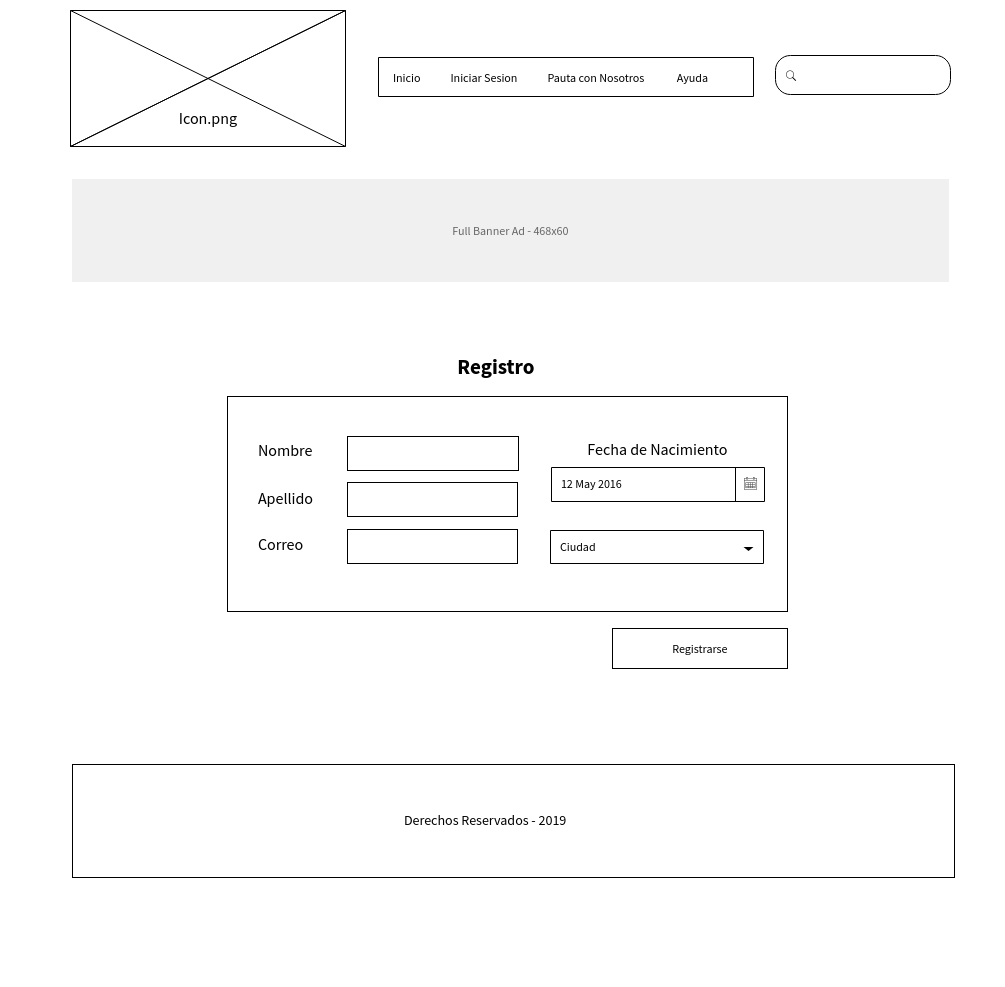 Icon.png
Inicio Iniciar Sesion Pauta con Nosotros Ayuda
Full Banner Ad - 468x60
Registro
Nombre
Fecha de Nacimiento
12 May 2016
Apellido
Correo
Ciudad
Registrarse
Derechos Reservados - 2019